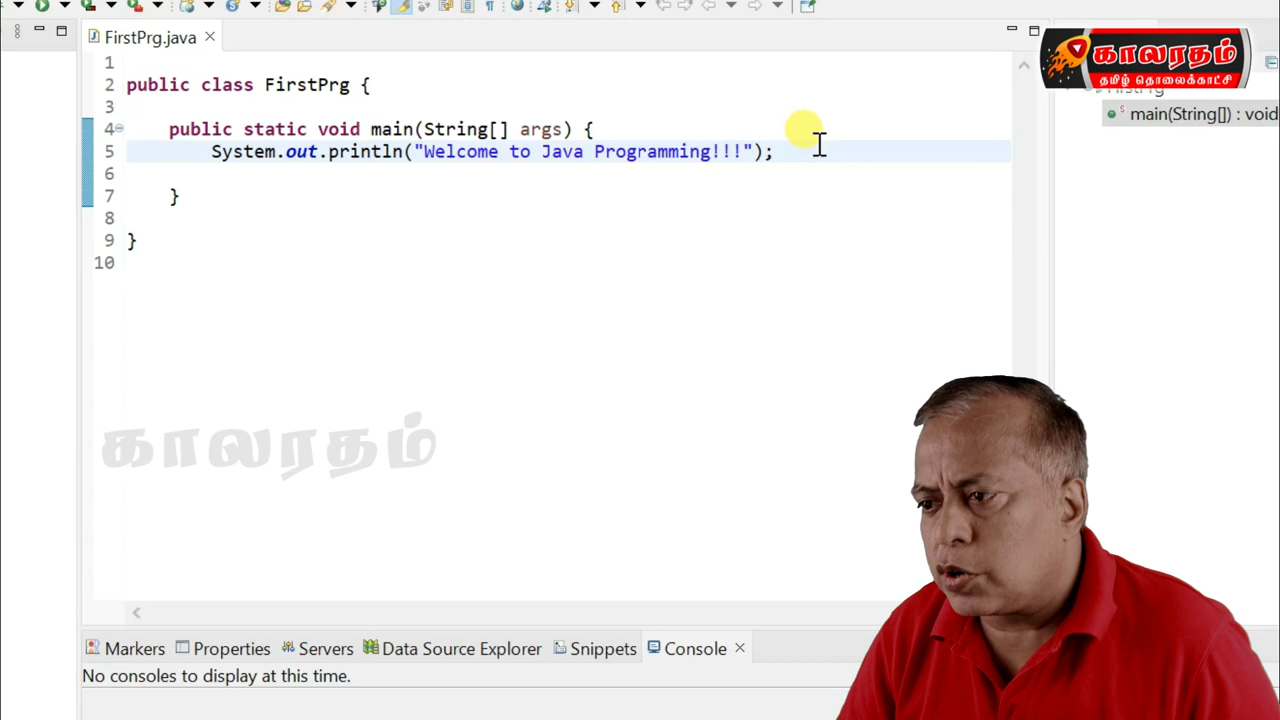 FirstPrg.java
காலரதம்
தமிழ் தொலைக்காட்சி
1
2 public class FirstPrg {
3
4 public static void main(String[] args) {
main(String[]) : void
5 System.out.println("Welcome to Java Programming!!!");
6
7 }
8
9 }
10
காலரதம்
Markers Properties Servers Data Source Explorer Snippets Console
No consoles to display at this time.